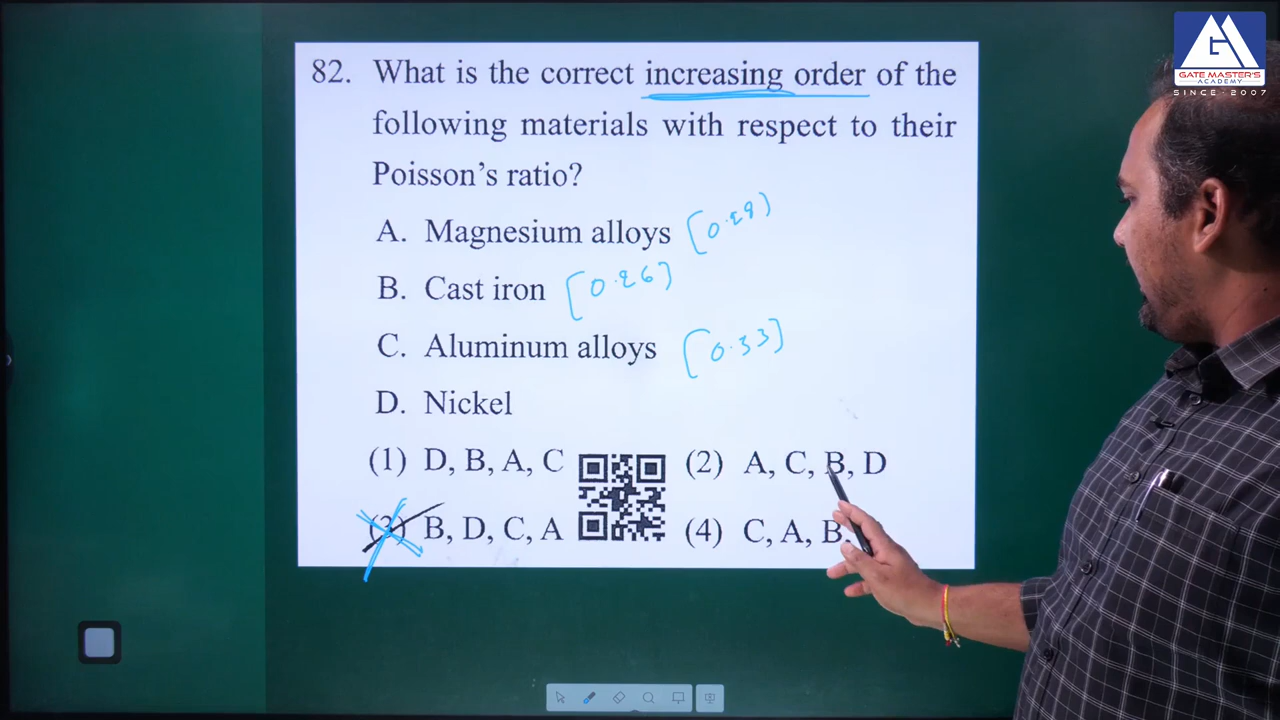 GATE MASTER'S
ACADEMY
SINCE-2007
82. What is the correct increasing order of the
following materials with respect to their
Poisson's ratio?
A. Magnesium alloys [0.29)
B. Cast iron [0.26]
C. Aluminum alloys [0.33]
D. Nickel
(1) D, B, A, C (2) A, C, B, D
(3) B, D, C, A (4) C, A, B,